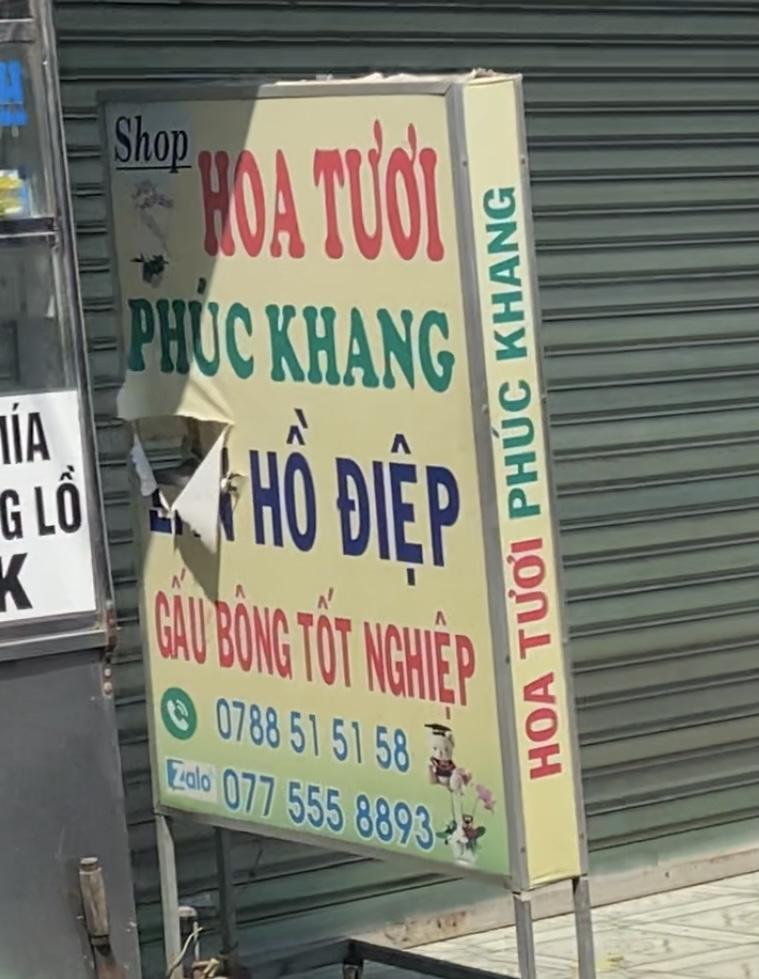 Shop
HOA TƯƠI
PHÚC KHANG
HỒ ĐIỆP
GẤU BÔNG TỐT NGHIỆP
0788 51 51 58
Zalo 077 555 8893
HOA TƯƠI PHÚC KHANG
G LỒ
K